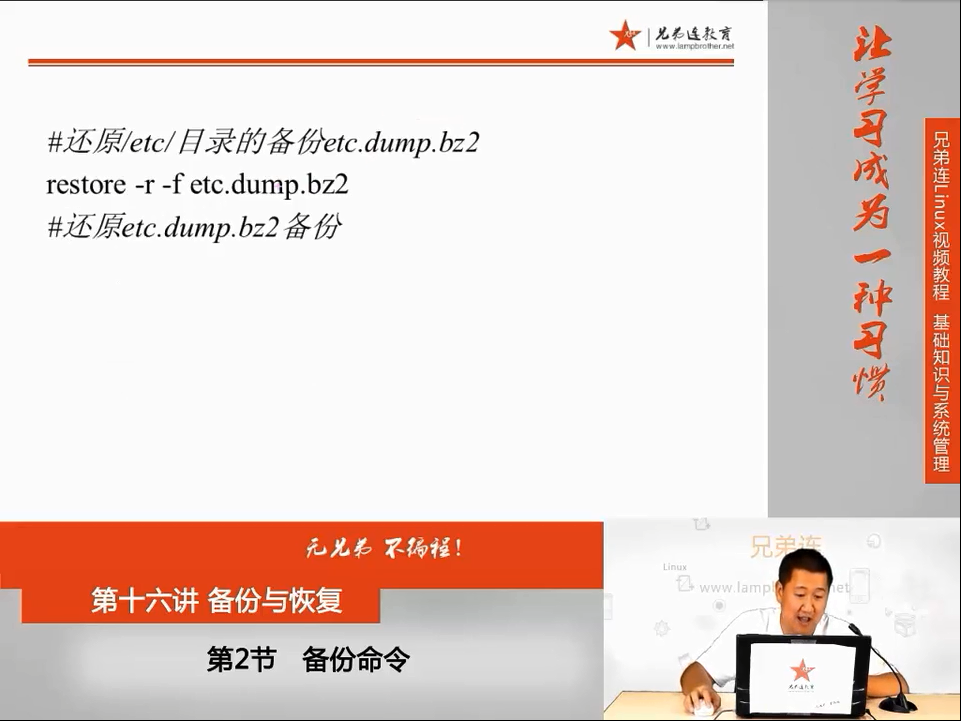 兄弟连教育
www.lampbrother.net
#还原/etc/目录的备份etc.dump.bz2
restore -r -f etc.dump.bz2
#还原etc.dump.bz2备份
让学习成为一种习惯
兄弟连Linux视频教程 基础知识与系统管理
无兄弟 不编程!
第十六讲 备份与恢复
第2节 备份命令
兄弟连
Linux
www.lamp
net
兄弟连教育